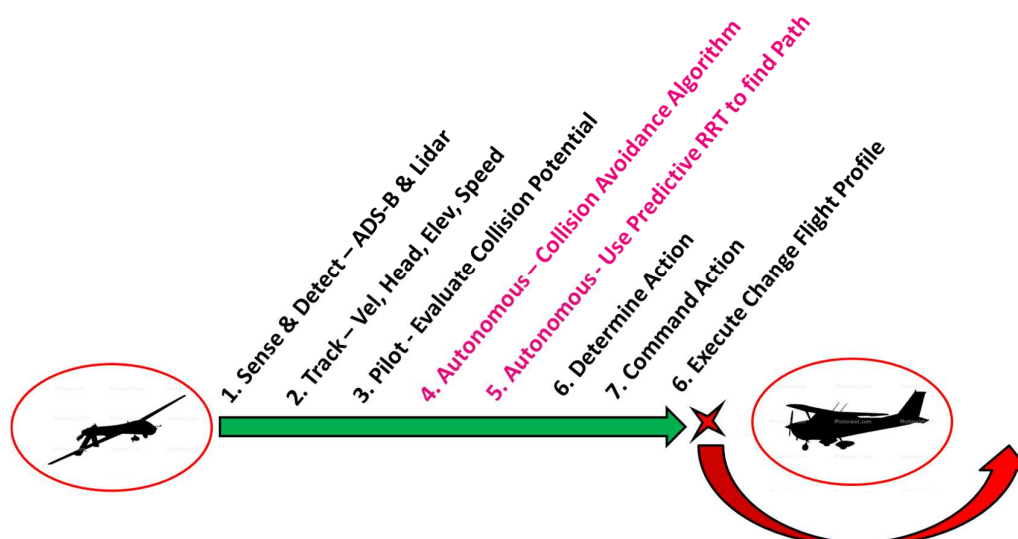 1. Sense & Detect – ADS-B & Lidar
2. Track – Vel, Head, Elev, Speed
3. Pilot - Evaluate Collision Potential
4. Autonomous – Collision Avoidance Algorithm
5. Autonomous - Use Predictive RRT to find Path
6. Determine Action
7. Command Action
6. Execute Change Flight Profile
Photovalet.com